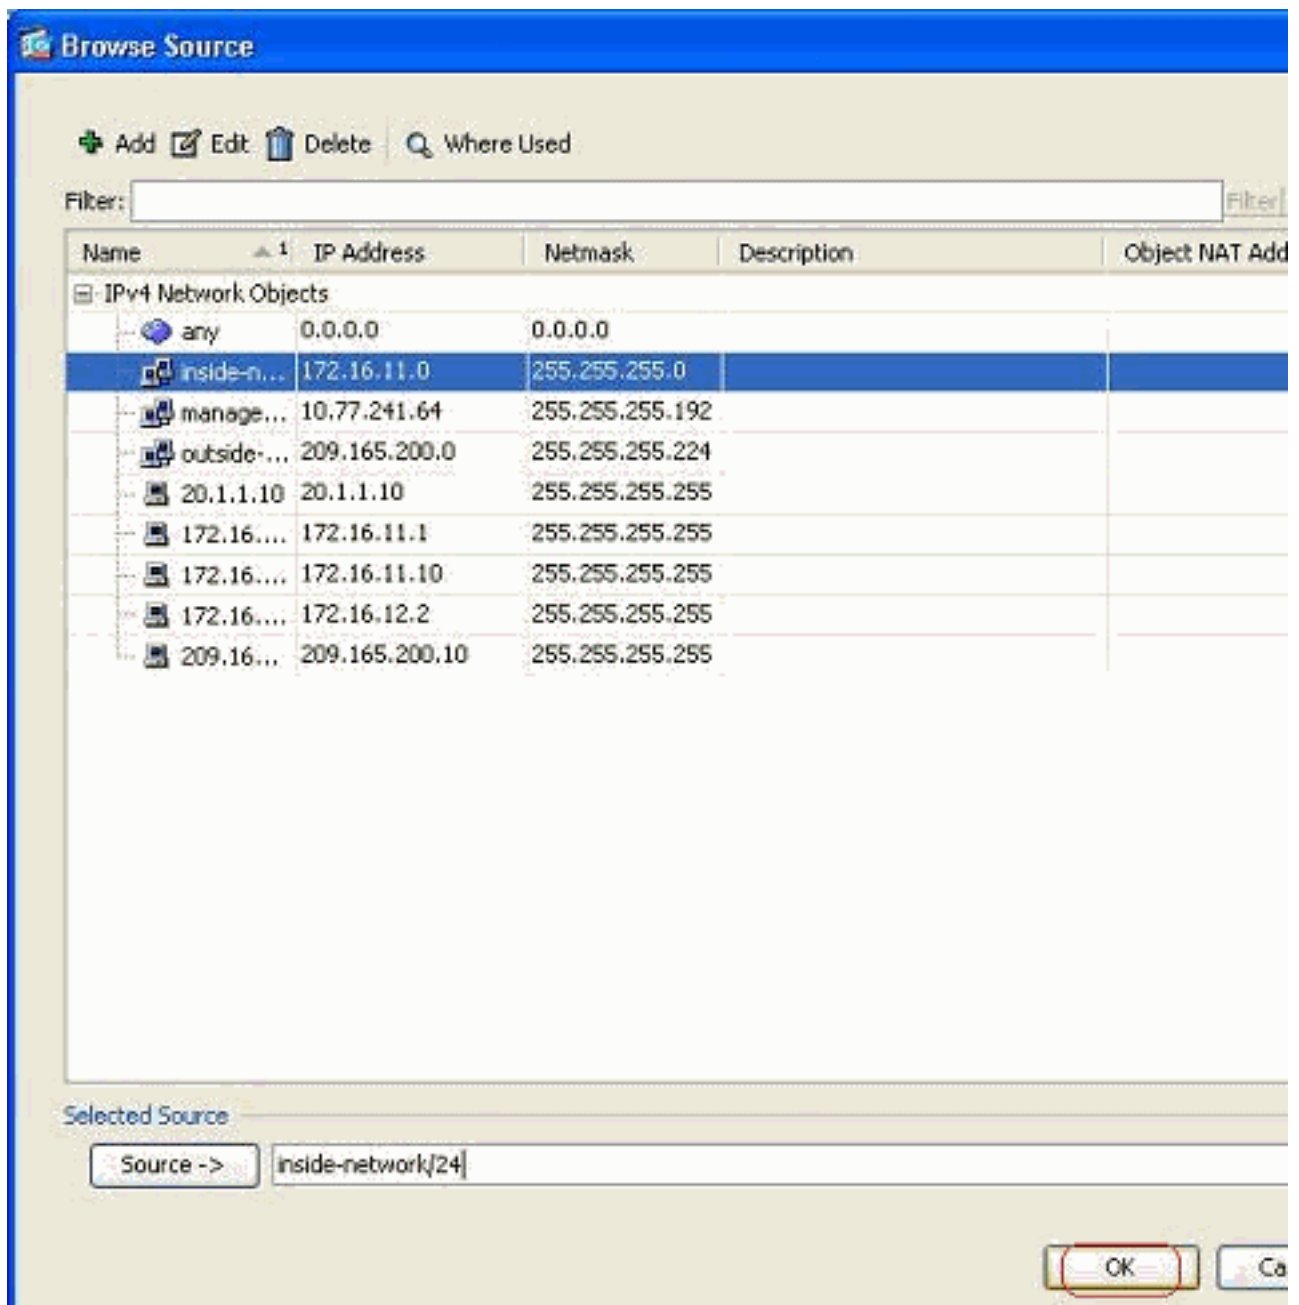 Browse Source
Add Edit Delete Where Used
Filter: Filter
Name 1 IP Address Netmask Description Object NAT Add
IPv4 Network Objects
any 0.0.0.0 0.0.0.0
inside-n... 172.16.11.0 255.255.255.0
manage... 10.77.241.64 255.255.255.192
outside-... 209.165.200.0 255.255.255.224
20.1.1.10 20.1.1.10 255.255.255.255
172.16.... 172.16.11.1 255.255.255.255
172.16.... 172.16.11.10 255.255.255.255
172.16.... 172.16.12.2 255.255.255.255
209.16... 209.165.200.10 255.255.255.255
Selected Source
Source -> inside-network/24
OK Ca